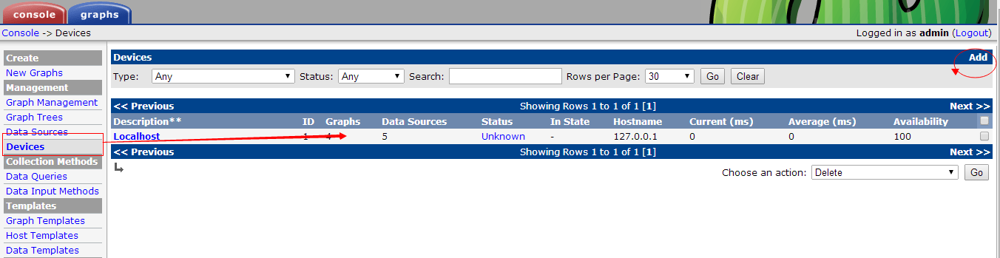 console graphs
Console -> Devices Logged in as admin (Logout)
Create
New Graphs
Management
Graph Management
Graph Trees
Data Sources
Devices
Collection Methods
Data Queries
Data Input Methods
Templates
Graph Templates
Host Templates
Data Templates
Devices Add
Type: Any Status: Any Search: Rows per Page: 30 Go Clear
<< Previous Showing Rows 1 to 1 of 1 [1] Next >>
Description** ID Graphs Data Sources Status In State Hostname Current (ms) Average (ms) Availability
Localhost 1 4 5 Unknown - 127.0.0.1 0 0 100
<< Previous Showing Rows 1 to 1 of 1 [1] Next >>
Choose an action: Delete Go